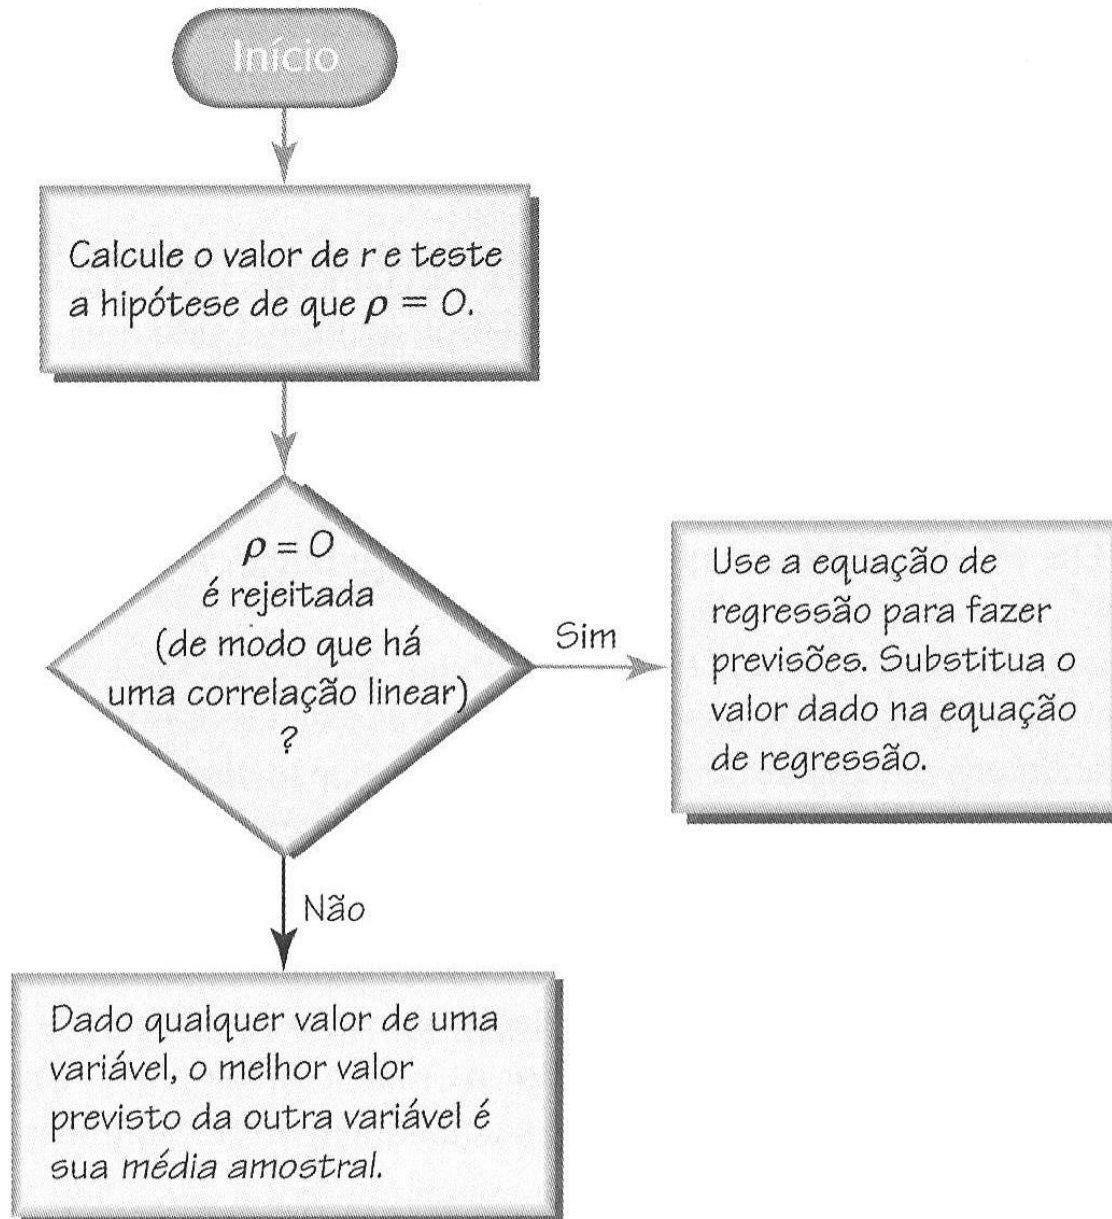 Início
Calcule o valor de r e teste
a hipótese de que ρ = 0.
ρ = 0
é rejeitada
(de modo que há
uma correlação linear)
?
Sim
Use a equação de
regressão para fazer
previsões. Substitua o
valor dado na equação
de regressão.
Não
Dado qualquer valor de uma
variável, o melhor valor
previsto da outra variável é
sua média amostral.